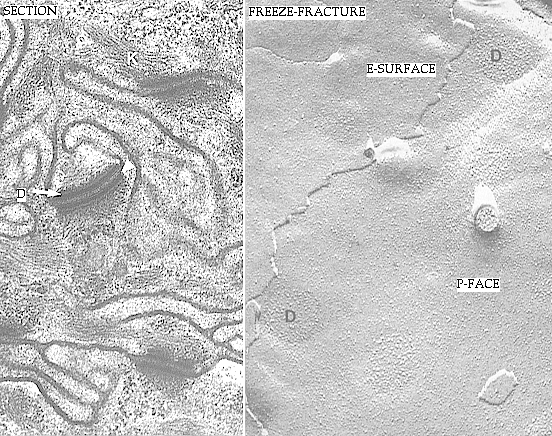 SECTION
K
D
FREEZE-FRACTURE
D
E-SURFACE
P-FACE
D